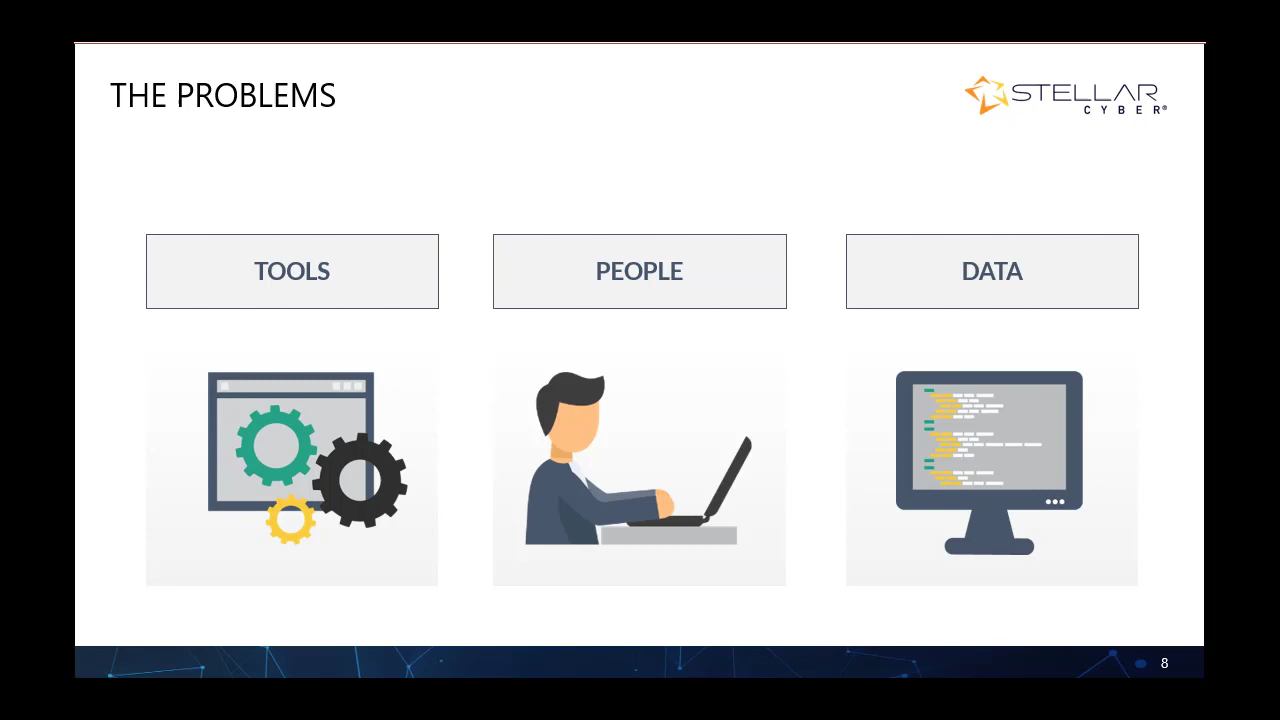 THE PROBLEMS
STELLAR
CYBER®
TOOLS
PEOPLE
DATA
8